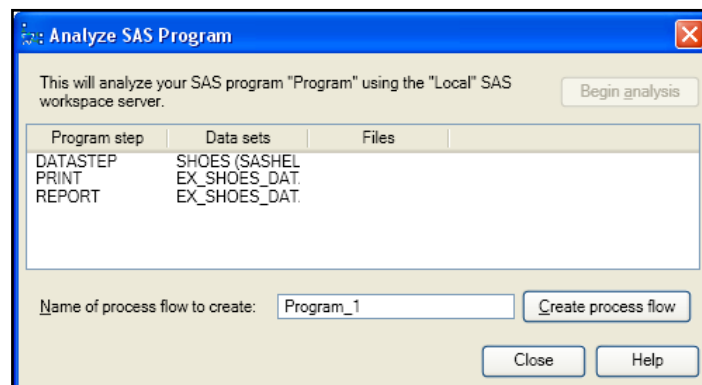 Analyze SAS Program
This will analyze your SAS program "Program" using the "Local" SAS
workspace server.
Begin analysis
Program step Data sets Files
DATASTEP SHOES (SASHEL
PRINT EX_SHOES_DAT.
REPORT EX_SHOES_DAT.
Name of process flow to create: Program_1 Create process flow
Close Help